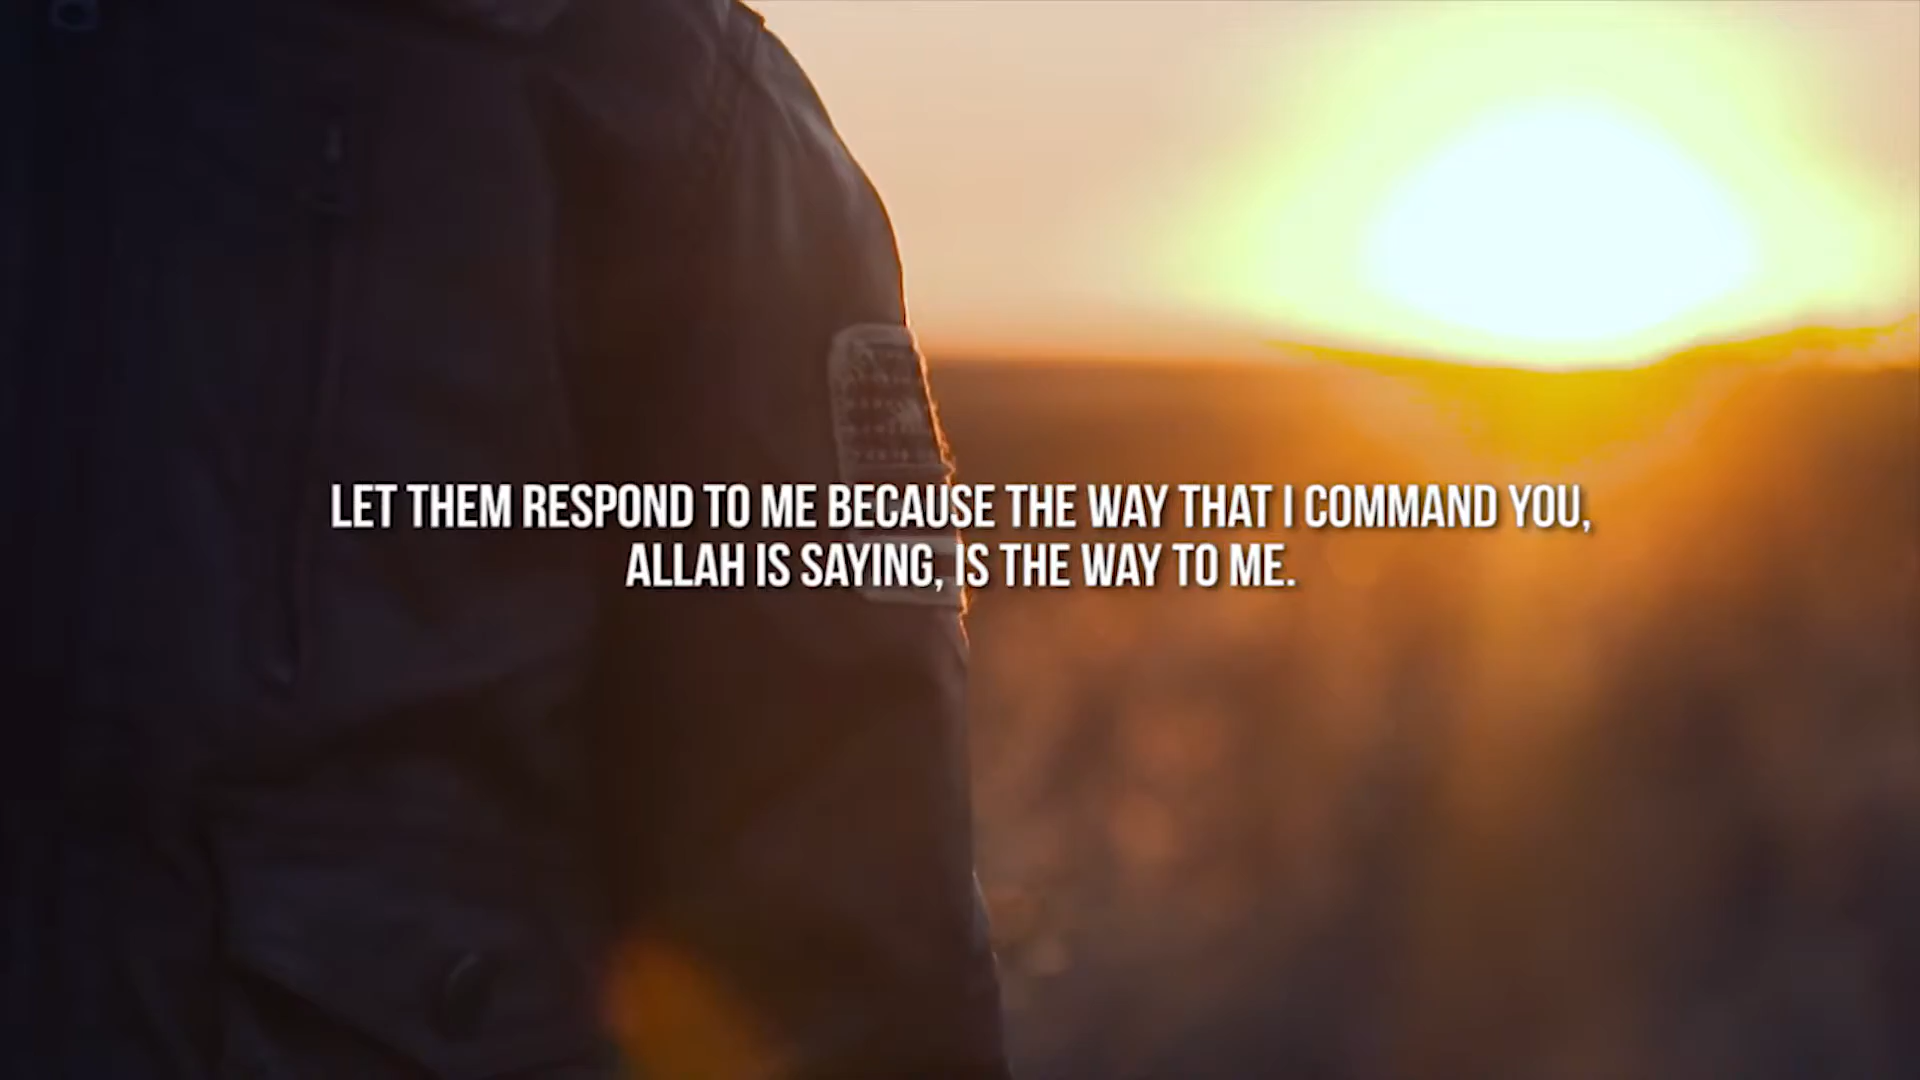 LET THEM RESPOND TO ME BECAUSE THE WAY THAT I COMMAND YOU,
ALLAH IS SAYING, IS THE WAY TO ME.